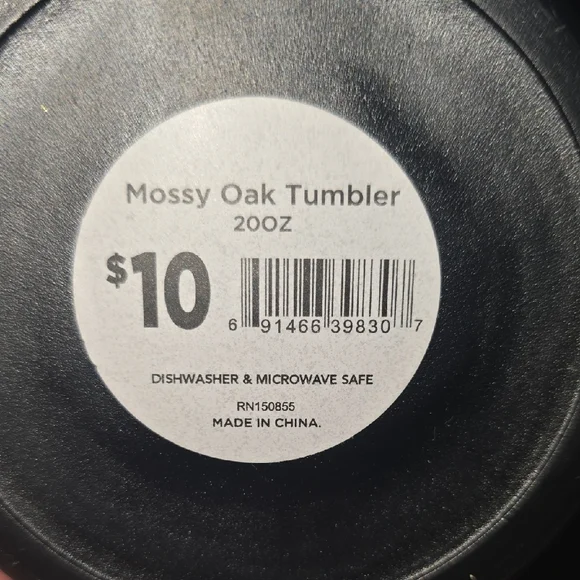 Mossy Oak Tumbler
20OZ
$10
6 91466 39830 7
DISHWASHER & MICROWAVE SAFE
RN150855
MADE IN CHINA.